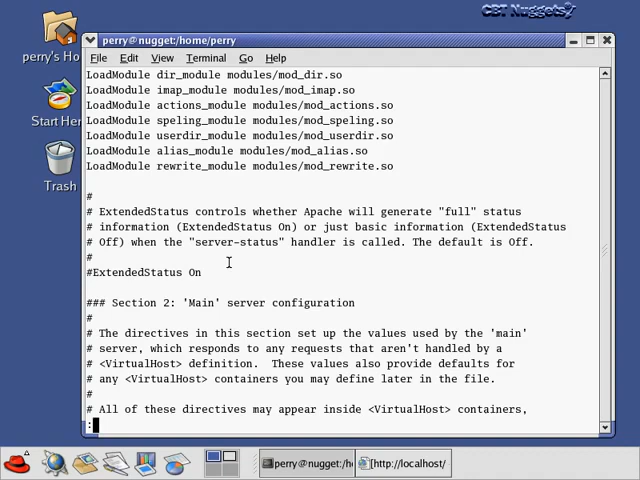 CBT Nuggets
perry@nugget:/home/perry
perry's Ho
File Edit View Terminal Go Help
LoadModule dir_module modules/mod_dir.so
LoadModule imap_module modules/mod_imap.so
LoadModule actions_module modules/mod_actions.so
LoadModule speling_module modules/mod_speling.so
LoadModule userdir_module modules/mod_userdir.so
LoadModule alias_module modules/mod_alias.so
LoadModule rewrite_module modules/mod_rewrite.so
Start Her
Trash
#
# ExtendedStatus controls whether Apache will generate "full" status
# information (ExtendedStatus On) or just basic information (ExtendedStatus
# Off) when the "server-status" handler is called. The default is Off.
#
#ExtendedStatus On
### Section 2: 'Main' server configuration
#
# The directives in this section set up the values used by the 'main'
# server, which responds to any requests that aren't handled by a
# <VirtualHost> definition.  These values also provide defaults for
# any <VirtualHost> containers you may define later in the file.
#
# All of these directives may appear inside <VirtualHost> containers,
:
perry@nugget:/h
[http://localhost/